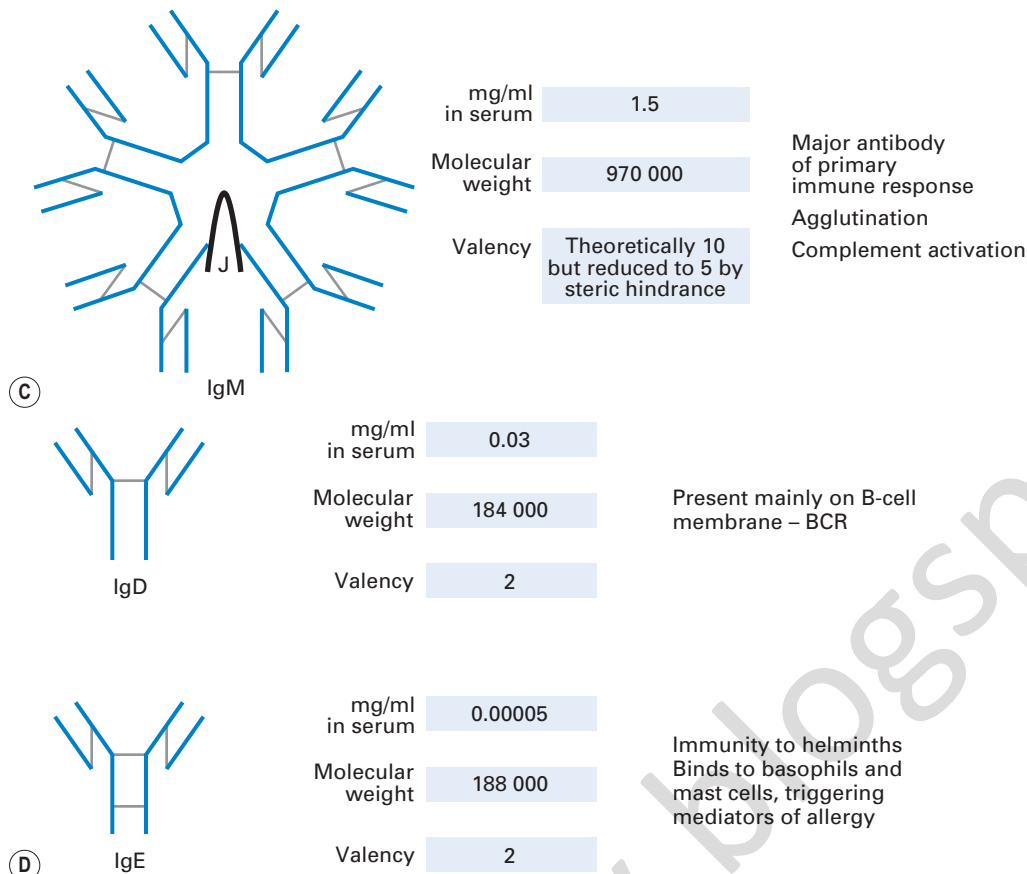 mg/ml
in serum
1.5
Molecular
weight
970 000
Valency
Theoretically 10
but reduced to 5 by
steric hindrance
Major antibody
of primary
immune response
Agglutination
Complement activation
J
IgM
C
mg/ml
in serum
0.03
Molecular
weight
184 000
Valency
2
Present mainly on B-cell
membrane – BCR
IgD
mg/ml
in serum
0.00005
Molecular
weight
188 000
Valency
2
Immunity to helminths
Binds to basophils and
mast cells, triggering
mediators of allergy
IgE
D
blogsp